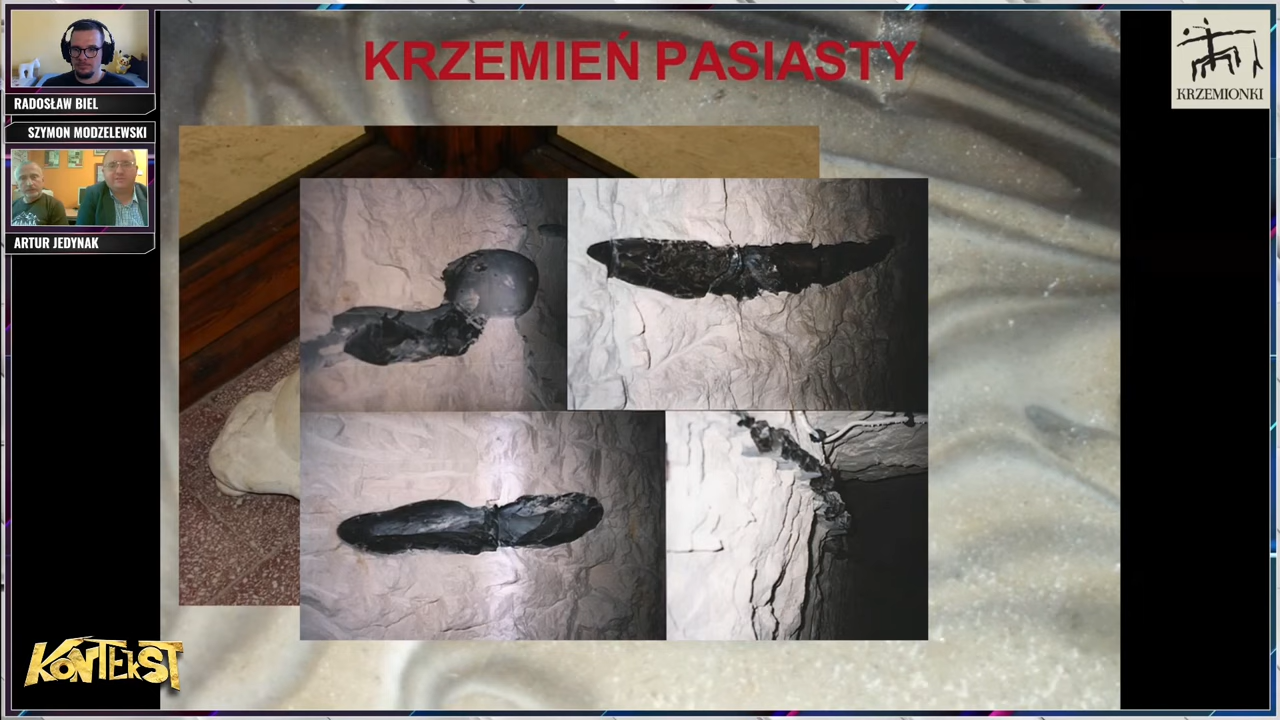 KRZEMIEŃ PASIASTY
KRZEMIONKI
RADOSŁAW BIEL
SZYMON MODZELEWSKI
ARTUR JEDYNAK
KONTEKST